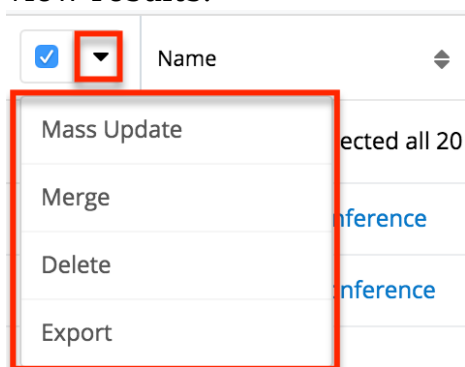 Name
Mass Update
ected all 20
Merge
nference
Delete
nference
Export